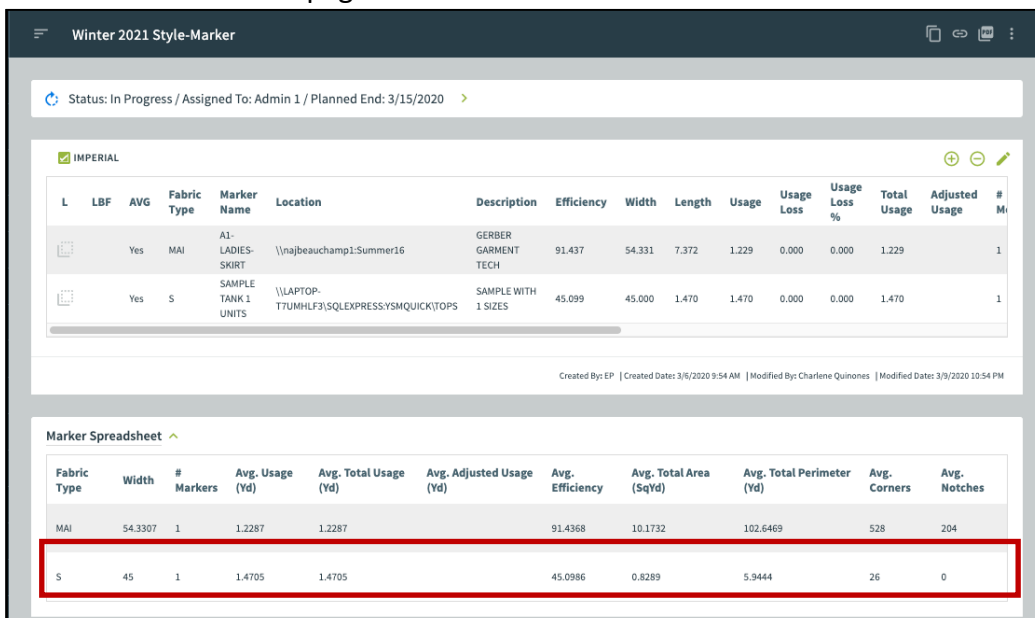 Winter 2021 Style-Marker
Status: In Progress / Assigned To: Admin 1 / Planned End: 3/15/2020
IMPERIAL
L LBF AVG Fabric Type Marker Name Location Description Efficiency Width Length Usage Usage Loss Usage Loss % Total Usage Adjusted Usage #
Yes MAI A1-LADIES-SKIRT \\najbeauchamp1:Summer16 GERBER GARMENT TECH 91.437 54.331 7.372 1.229 0.000 0.000 1.229 1
Yes S SAMPLE TANK 1 UNITS \\LAPTOP-T7UMHLF3\SQLEXPRESS:YSMQUICK\TOPS SAMPLE WITH 1 SIZES 45.099 45.000 1.470 1.470 0.000 0.000 1.470 1
Created By: EP | Created Date: 3/6/2020 9:54 AM | Modified By: Charlene Quinones | Modified Date: 3/9/2020 10:54 PM
Marker Spreadsheet
Fabric Type Width # Markers Avg. Usage (Yd) Avg. Total Usage (Yd) Avg. Adjusted Usage (Yd) Avg. Efficiency Avg. Total Area (SqYd) Avg. Total Perimeter (Yd) Avg. Corners Avg. Notches
MAI 54.3307 1 1.2287 1.2287 91.4368 10.1732 102.6469 528 204
S 45 1 1.4705 1.4705 45.0986 0.8289 5.9444 26 0